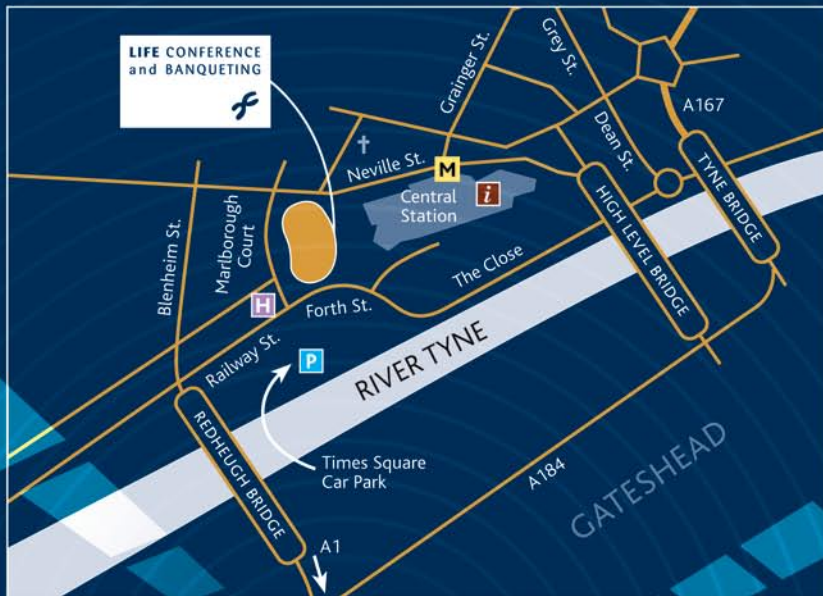 LIFE CONFERENCE
and BANQUETING
Grainger St.
Grey St.
A167
Dean St.
Neville St.
M
Central
Station
i
TYNE BRIDGE
HIGH LEVEL BRIDGE
Blenheim St.
Marlborough
Court
The Close
H
Forth St.
Railway St.
P
RIVER TYNE
REDHEUGH BRIDGE
Times Square
Car Park
A184
GATESHEAD
A1